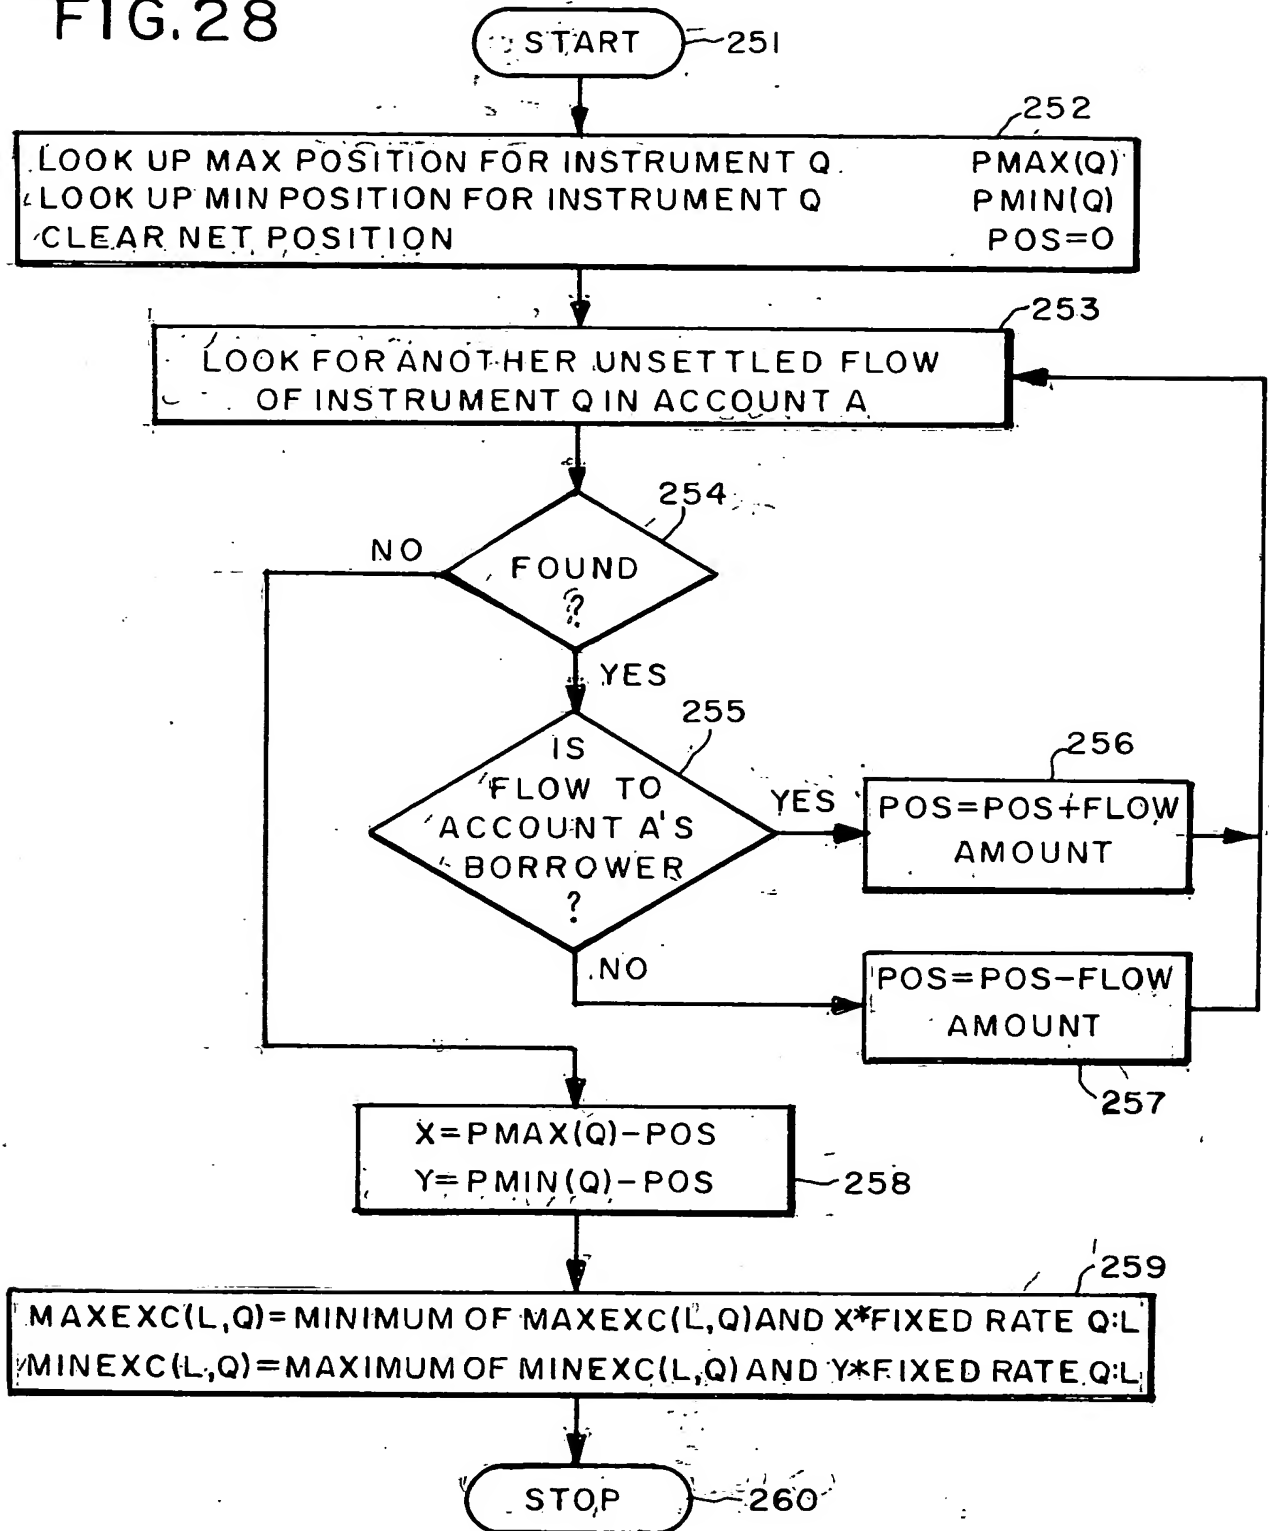 FIG.28
START
251
252
LOOK UP MAX POSITION FOR INSTRUMENT Q PMAX(Q)
LOOK UP MIN POSITION FOR INSTRUMENT Q PMIN(Q)
CLEAR NET POSITION POS=0
253
LOOK FOR ANOTHER UNSETTLED FLOW
OF INSTRUMENT Q IN ACCOUNT A
254
NO
FOUND
?
YES
255
IS
FLOW TO
ACCOUNT A'S
BORROWER
?
YES
256
POS=POS+FLOW
AMOUNT
NO
POS=POS-FLOW
AMOUNT
257
X=PMAX(Q)-POS
Y=PMIN(Q)-POS
258
259
MAXEXC(L,Q)=MINIMUM OF MAXEXC(L,Q) AND X*FIXED RATE Q:L
MINEXC(L,Q)=MAXIMUM OF MINEXC(L,Q) AND Y*FIXED RATE Q:L
STOP
260